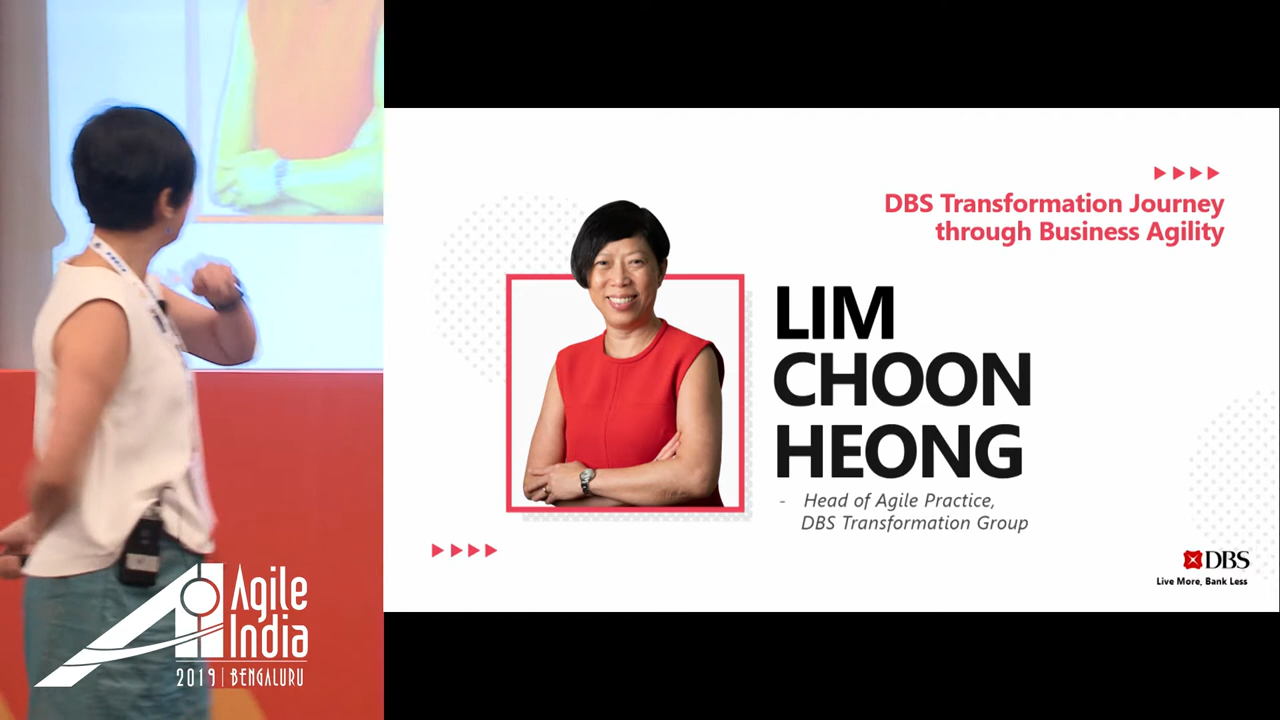 DBS Transformation Journey
through Business Agility
LIM
CHOON
HEONG
- Head of Agile Practice,
DBS Transformation Group
DBS
Live More, Bank Less
Agile
India
2019 | BENGALURU